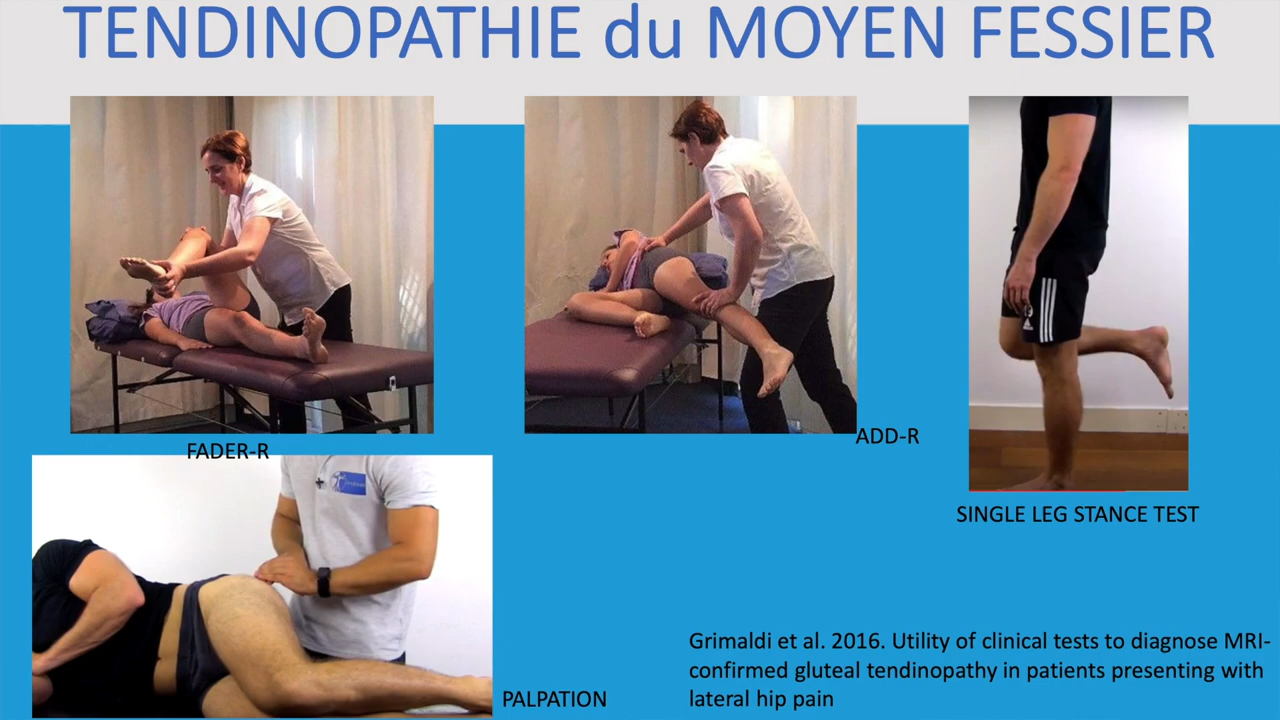 TENDINOPATHIE du MOYEN FESSIER
FADER-R
ADD-R
SINGLE LEG STANCE TEST
PALPATION
Grimaldi et al. 2016. Utility of clinical tests to diagnose MRI-
confirmed gluteal tendinopathy in patients presenting with
lateral hip pain